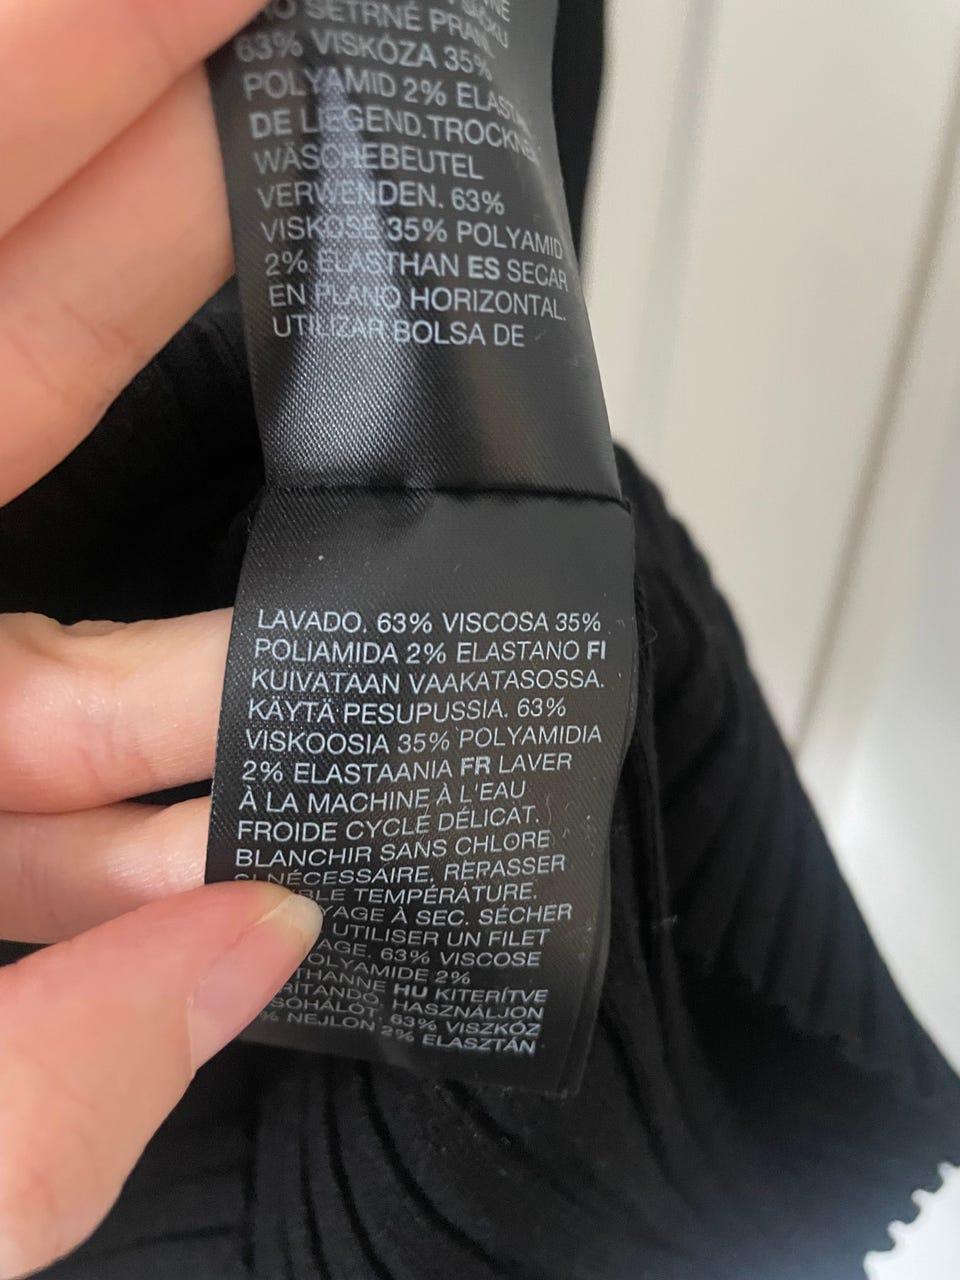 SETRNÉ
63% VISKÓZA 35%
POLYAMID 2%
DE LIEGEND.TROCKNEN
WÄSCHEBEUTEL
VERWENDEN. 63%
VISKOSE 35% POLYAMID
2% ELASTHAN ES SECAR
EN PLANO HORIZONTAL.
UTILIZAR BOLSA DE
LAVADO. 63% VISCOSA 35%
POLIAMIDA 2% ELASTANO FI
KUIVATAAN VAAKATASOSSA.
KÄYTÄ PESUPUSSIA. 63%
VISKOOSIA 35% POLYAMIDIA
2% ELASTAANIA FR LAVER
À LA MACHINE À L'EAU
FROIDE CYCLE DÉLICAT.
BLANCHIR SANS CHLORE
SI NÉCESSAIRE. REPASSER
TEMPÉRATURE.
À SEC. SÉCHER
UTILISER UN FILET
63% VISCOSE
POLYAMIDE 2%
HU KITERÍTVE
HASZNÁLJON
63% VISZKÓZ
% NEJLON 2% ELASZTÁN